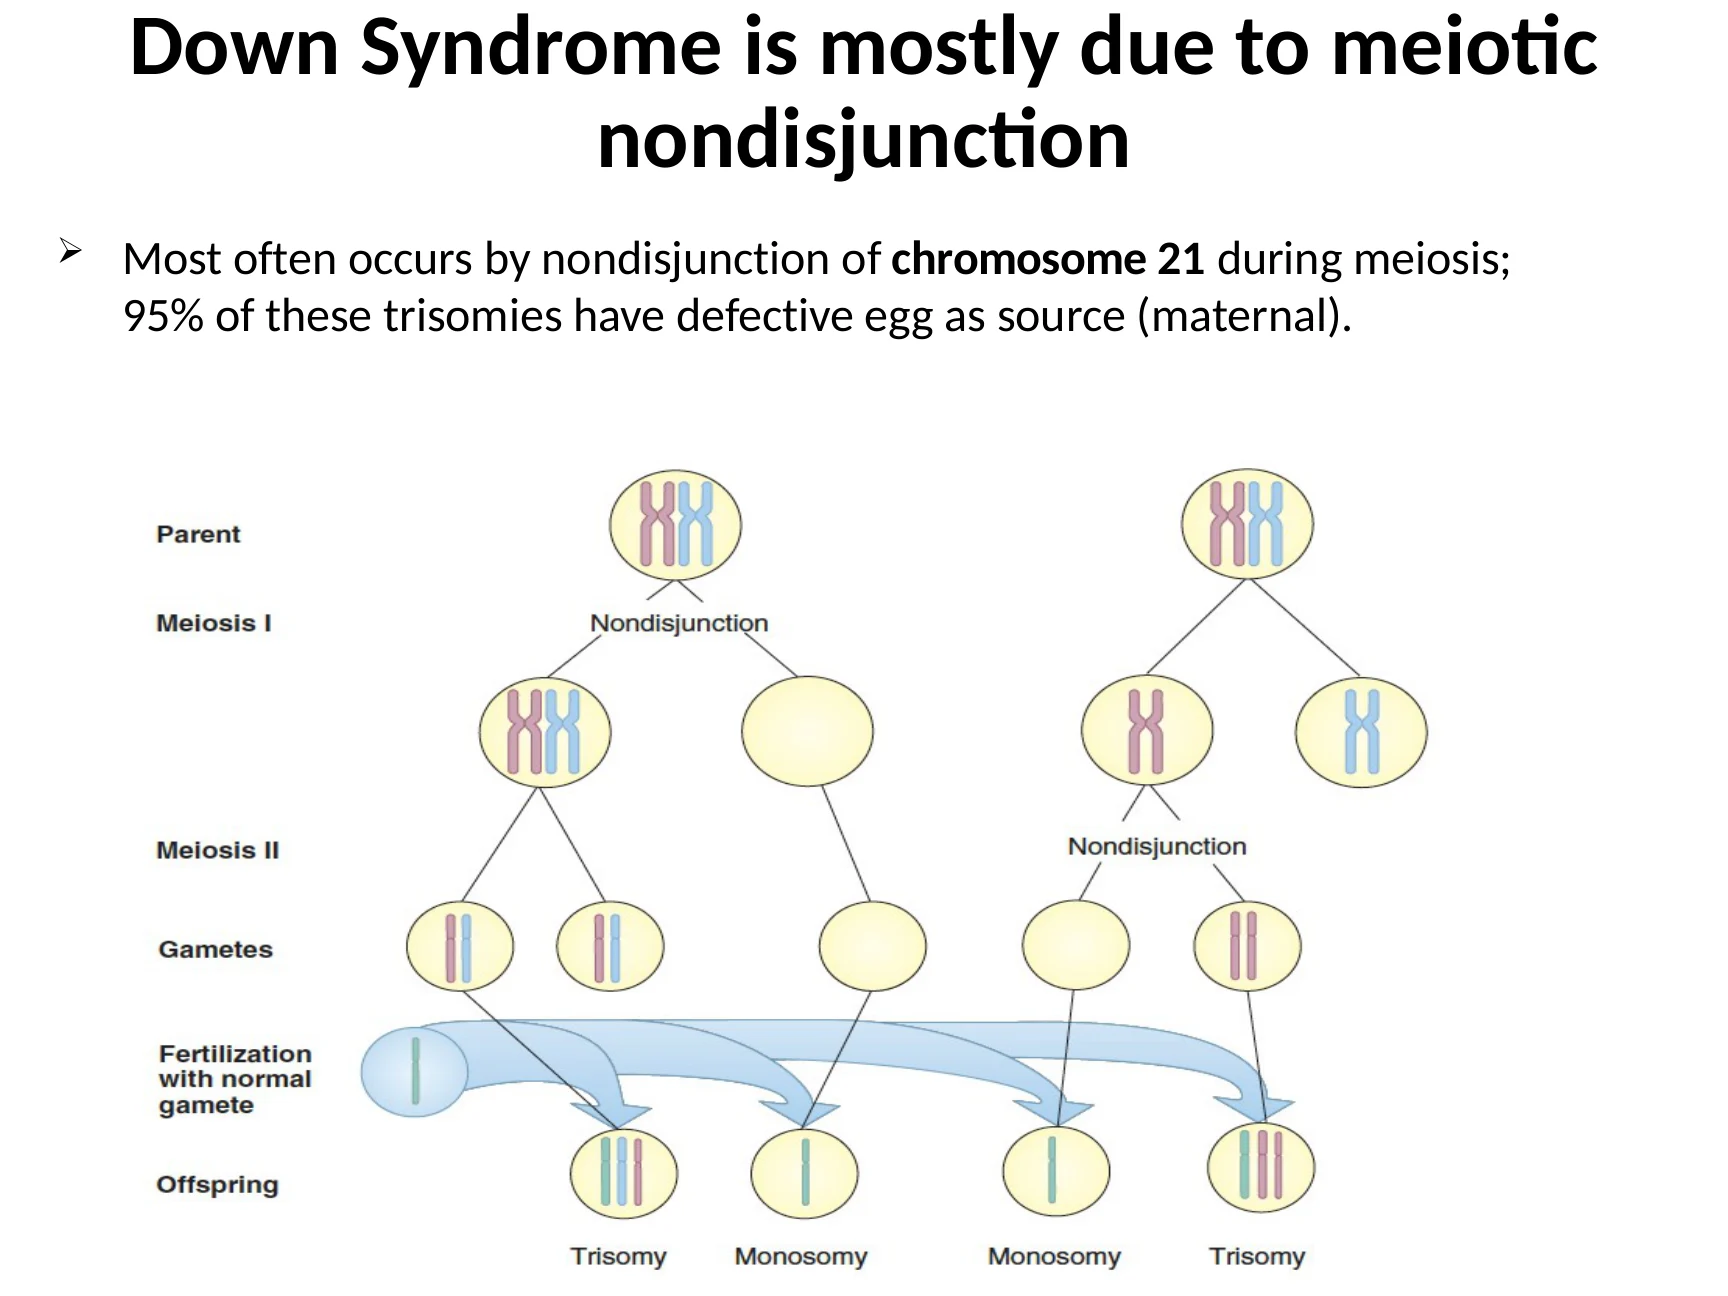 Down Syndrome is mostly due to meiotic
nondisjunction
➢ Most often occurs by nondisjunction of chromosome 21 during meiosis;
95% of these trisomies have defective egg as source (maternal).
Parent
Meiosis I
Nondisjunction
Meiosis II
Nondisjunction
Gametes
Fertilization
with normal
gamete
Offspring
Trisomy Monosomy Monosomy Trisomy